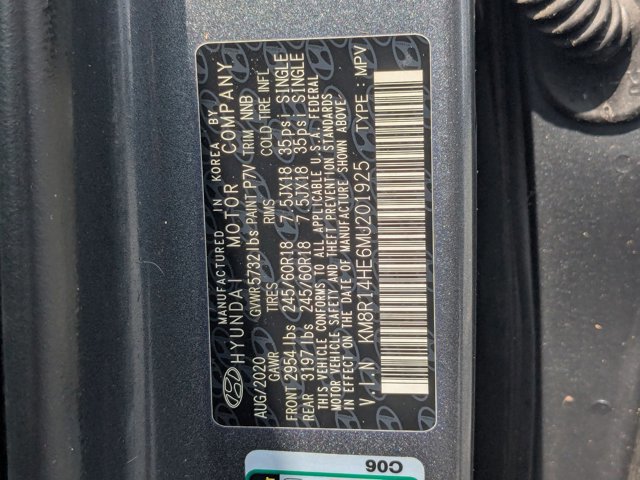 MANUFACTURED IN KOREA BY
HYUNDAI MOTOR COMPANY
AUG/2020 GVWR5732 lbs PAINT P7V TRIM NNB
GAWR TIRES RIMS COLD TIRE INFL
FRONT 2954 lbs 245/60R18 7.5JX18 35psi SINGLE
REAR 3197 lbs 245/60R18 7.5JX18 35psi SINGLE
THIS VEHICLE CONFORMS TO ALL APPLICABLE U.S.A. FEDERAL
MOTOR VEHICLE SAFETY AND THEFT PREVENTION STANDARDS
IN EFFECT ON THE DATE OF MANUFACTURE SHOWN ABOVE.
V.I.N KM8R14HE6MU201925 TYPE : MPV
C06